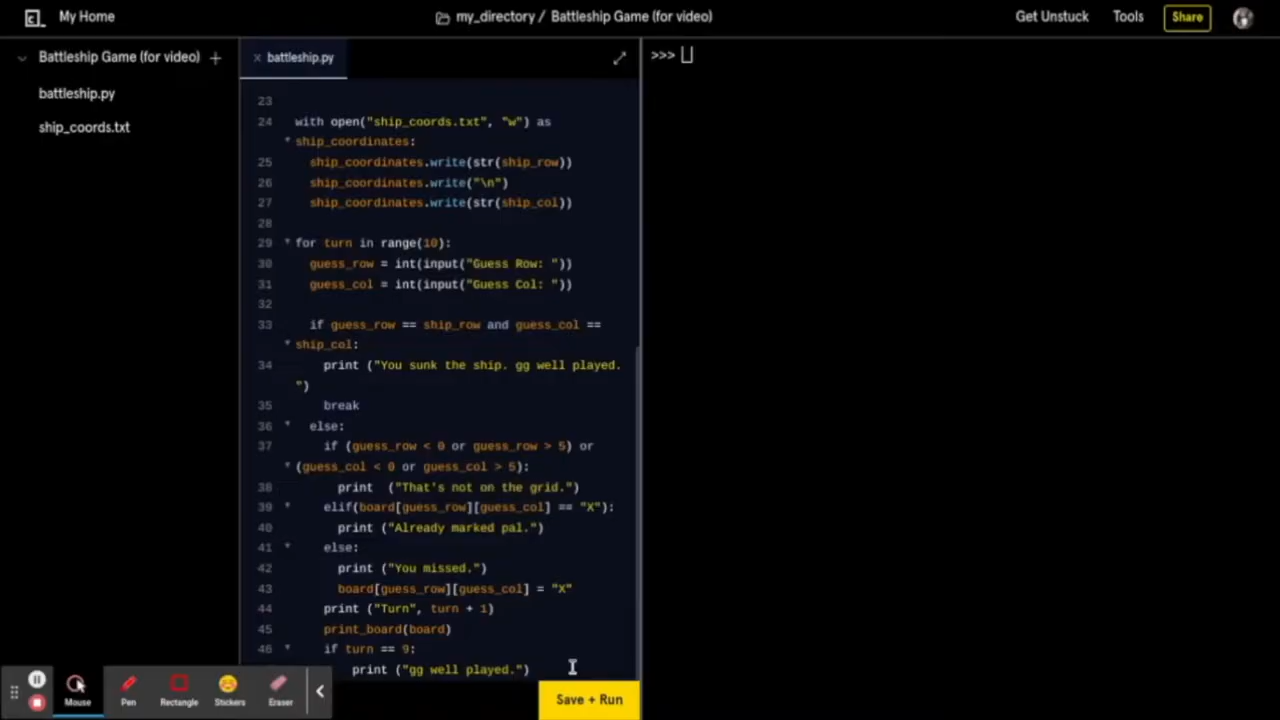 My Home
my_directory / Battleship Game (for video)
Get Unstuck
Tools
Share
Battleship Game (for video) +
battleship.py
ship_coords.txt
x battleship.py
23
24 with open("ship_coords.txt", "w") as
ship_coordinates:
25 ship_coordinates.write(str(ship_row))
26 ship_coordinates.write("\n")
27 ship_coordinates.write(str(ship_col))
28
29 for turn in range(10):
30 guess_row = int(input("Guess Row: "))
31 guess_col = int(input("Guess Col: "))
32
33 if guess_row == ship_row and guess_col ==
ship_col:
34 print ("You sunk the ship. gg well played.
")
35 break
36 else:
37 if (guess_row < 0 or guess_row > 5) or
(guess_col < 0 or guess_col > 5):
38 print  ("That's not on the grid.")
39 elif(board[guess_row][guess_col] == "X"):
40 print ("Already marked pal.")
41 else:
42 print ("You missed.")
43 board[guess_row][guess_col] = "X"
44 print ("Turn", turn + 1)
45 print_board(board)
46 if turn == 9:
print ("gg well played.")
>>>
Mouse
Pen
Rectangle
Stickers
Eraser
Save + Run